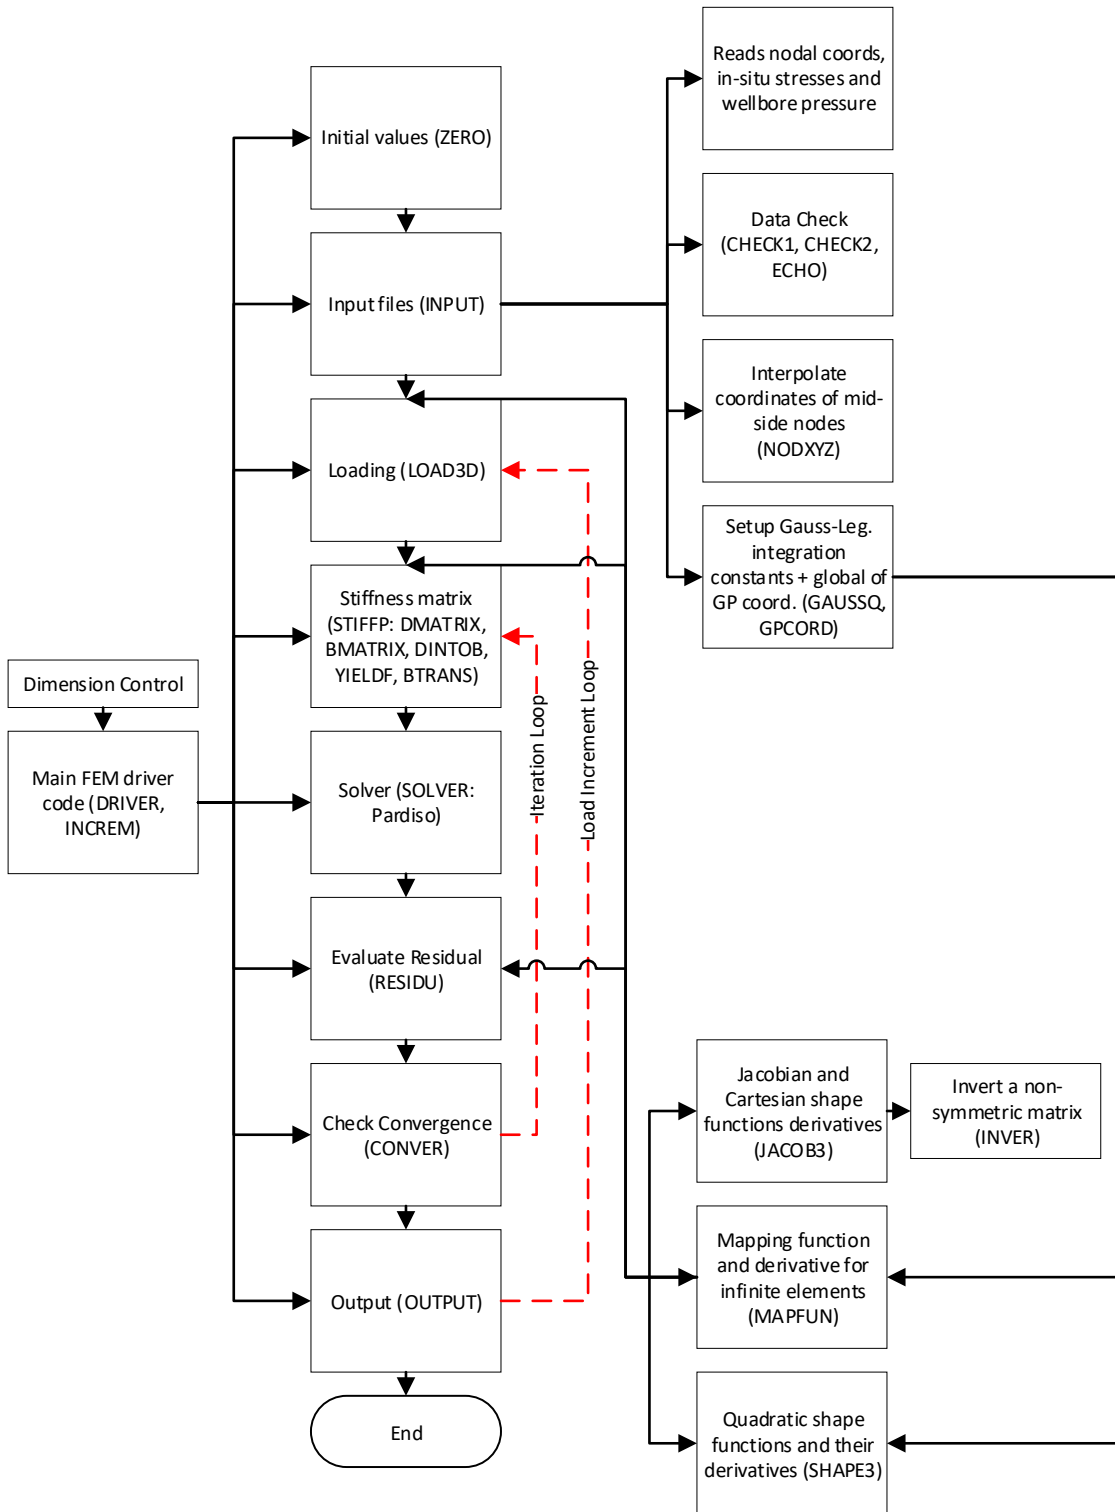 Reads nodal coords,
in-situ stresses and
wellbore pressure
Initial values (ZERO)
Data Check
(CHECK1, CHECK2,
ECHO)
Input files (INPUT)
Interpolate
coordinates of mid-
side nodes
(NODXYZ)
Loading (LOAD3D)
Setup Gauss-Leg.
integration
constants + global of
GP coord. (GAUSSQ,
GPCORD)
Stiffness matrix
(STIFFP: DMATRIX,
BMATRIX, DINTOB,
YIELDF, BTRANS)
Dimension Control
Main FEM driver
code (DRIVER,
INCREM)
Solver (SOLVER:
Pardiso)
Iteration Loop
Load Increment Loop
Evaluate Residual
(RESIDU)
Check Convergence
(CONVER)
Jacobian and
Cartesian shape
functions derivatives
(JACOB3)
Invert a non-
symmetric matrix
(INVER)
Mapping function
and derivative for
infinite elements
(MAPFUN)
Output (OUTPUT)
End
Quadratic shape
functions and their
derivatives (SHAPE3)